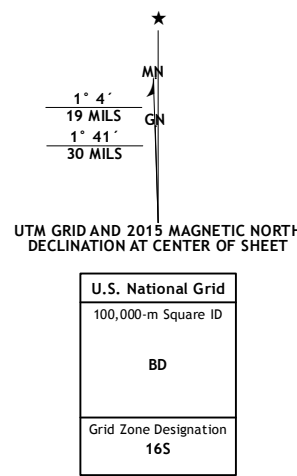 MN
1° 4´
19 MILS
GN
1° 41´
30 MILS
UTM GRID AND 2015 MAGNETIC NORTH
DECLINATION AT CENTER OF SHEET
U.S. National Grid
100,000-m Square ID
BD
Grid Zone Designation
16S